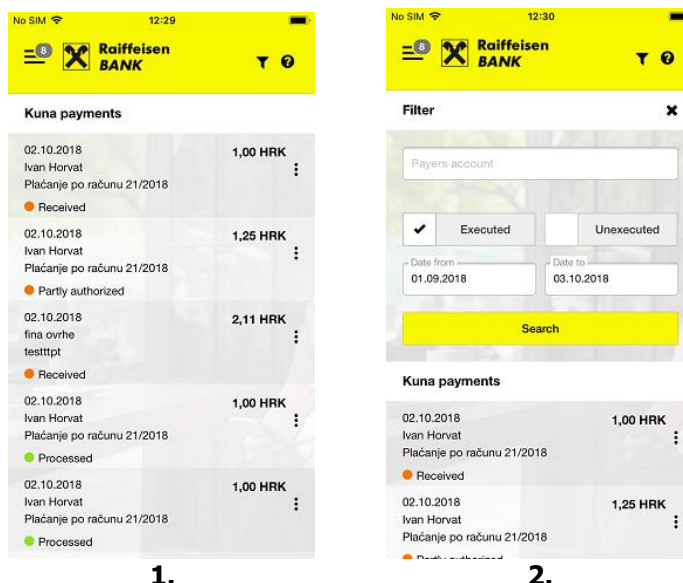 No SIM 12:29
8
Raiffeisen
BANK
Kuna payments
02.10.2018
1,00 HRK
Ivan Horvat
Plaćanje po računu 21/2018
Received
02.10.2018
1,25 HRK
Ivan Horvat
Plaćanje po računu 21/2018
Partly authorized
02.10.2018
2,11 HRK
fina ovrhe
testttpt
Received
02.10.2018
1,00 HRK
Ivan Horvat
Plaćanje po računu 21/2018
Processed
02.10.2018
1,00 HRK
Ivan Horvat
Plaćanje po računu 21/2018
Processed
1.
No SIM 12:30
8
Raiffeisen
BANK
Filter
Payers account
Executed
Unexecuted
Date from
01.09.2018
Date to
03.10.2018
Search
Kuna payments
02.10.2018
1,00 HRK
Ivan Horvat
Plaćanje po računu 21/2018
Received
02.10.2018
1,25 HRK
Ivan Horvat
Plaćanje po računu 21/2018
Partly authorized
2.